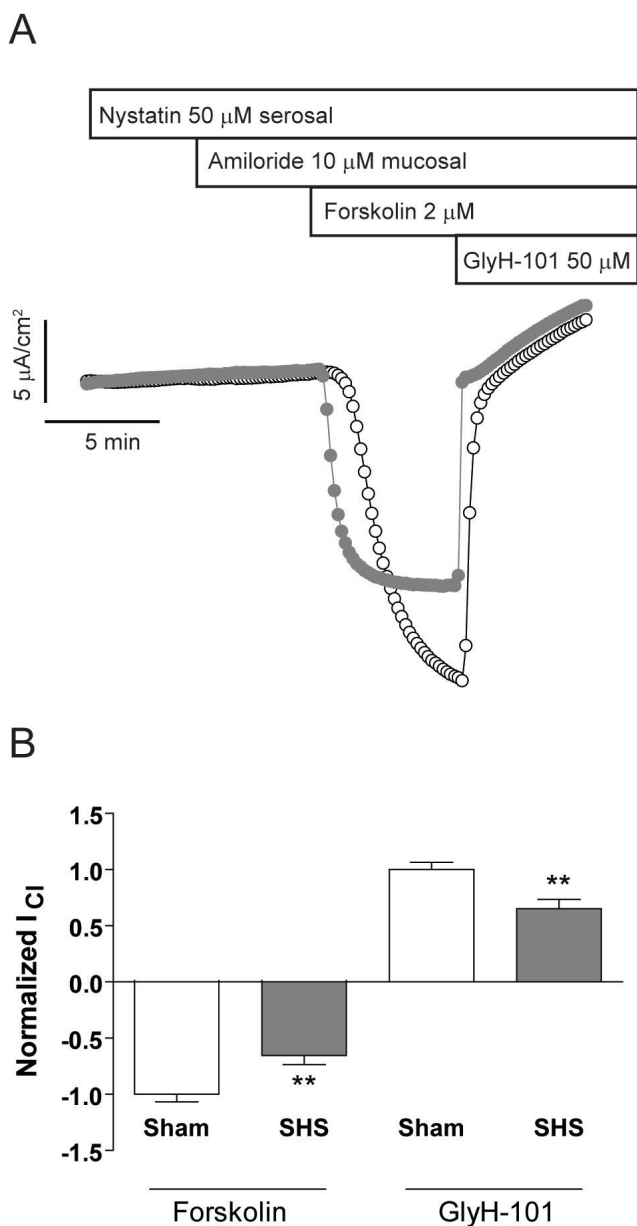 A
Nystatin 50 μM serosal
Amiloride 10 μM mucosal
Forskolin 2 μM
GlyH-101 50 μM
5 μA/cm²
5 min
B
Normalized I Cl
1.5
1.0
0.5
0.0
-0.5
-1.0
-1.5
**
**
Sham SHS Sham SHS
Forskolin GlyH-101